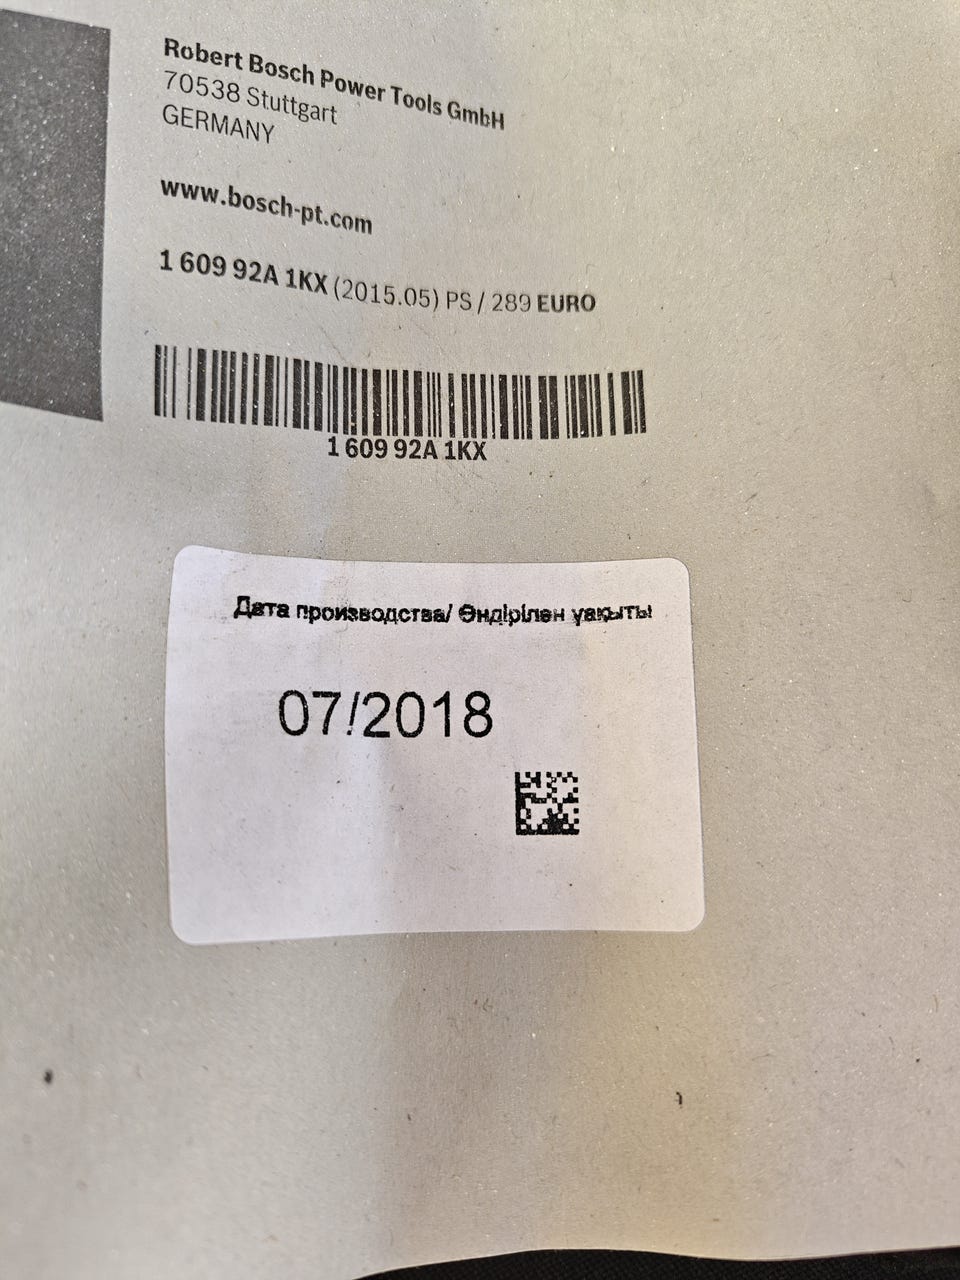 Robert Bosch Power Tools GmbH
70538 Stuttgart
GERMANY
www.bosch-pt.com
1 609 92A 1KX (2015.05) PS / 289 EURO
1 609 92A 1KX
Дата производства/ Өндірілген уақыты
07/2018